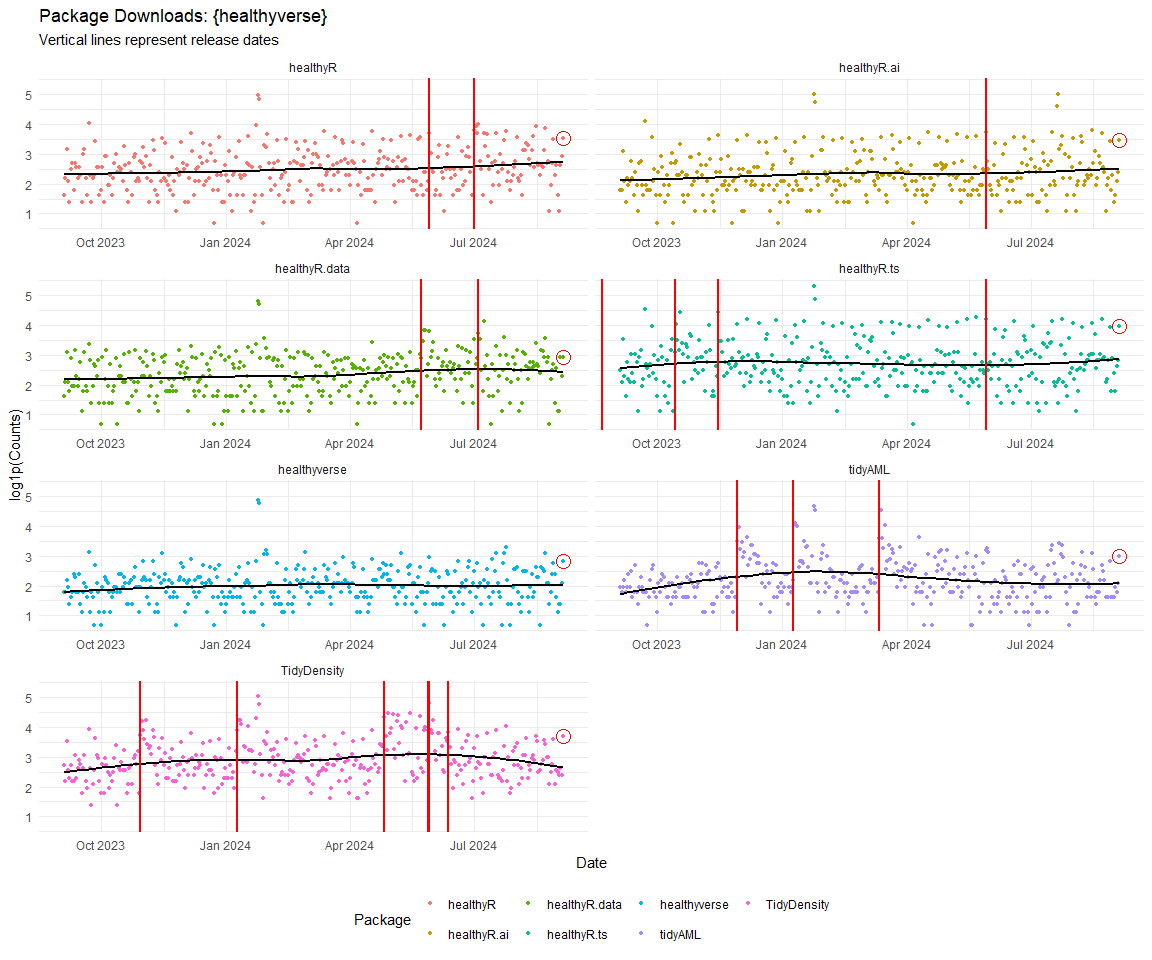 Package Downloads: {healthyverse}
Vertical lines represent release dates
healthyR
healthyR.ai
5
4
3
2
1
Oct 2023
Jan 2024
Apr 2024
Jul 2024
Oct 2023
Jan 2024
Apr 2024
Jul 2024
healthyR.data
healthyR.ts
5
4
3
2
1
Oct 2023
Jan 2024
Apr 2024
Jul 2024
Oct 2023
Jan 2024
Apr 2024
Jul 2024
log1p(Counts)
healthyverse
tidyAML
5
4
3
2
1
Oct 2023
Jan 2024
Apr 2024
Jul 2024
Oct 2023
Jan 2024
Apr 2024
Jul 2024
TidyDensity
5
4
3
2
1
Oct 2023
Jan 2024
Apr 2024
Jul 2024
Date
Package
healthyR
healthyR.data
healthyverse
TidyDensity
healthyR.ai
healthyR.ts
tidyAML